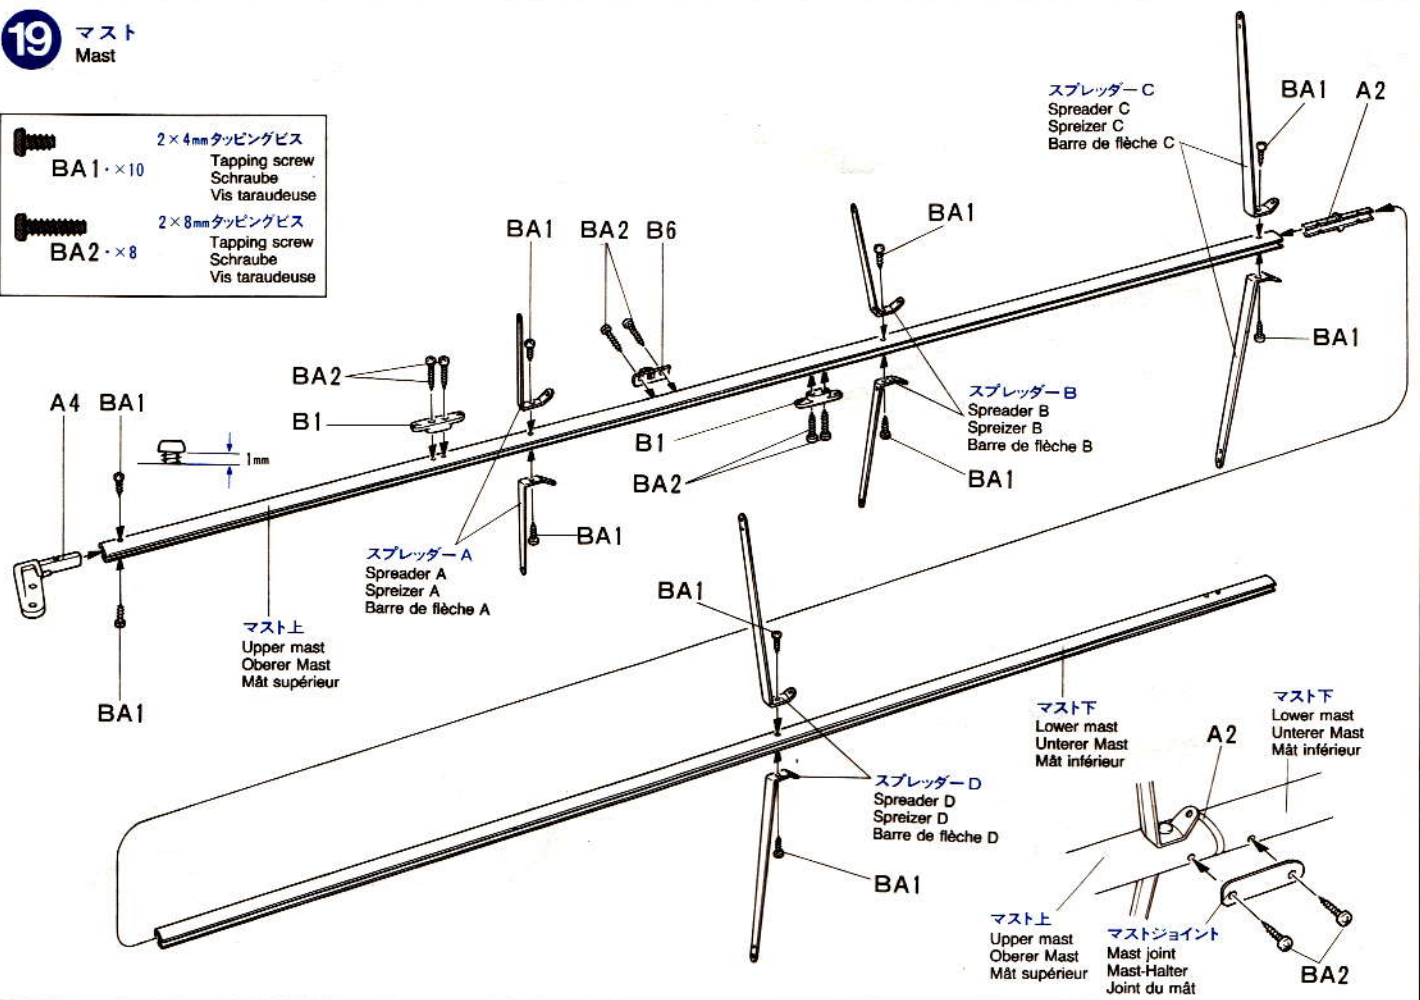 19
マスト
Mast
2×4mmタッピングビス
Tapping screw
Schraube
Vis taraudeuse
BA1・×10
2×8mmタッピングビス
Tapping screw
Schraube
Vis taraudeuse
BA2・×8
スプレッダーC
Spreader C
Spreizer C
Barre de flèche C
BA1
A2
BA1
BA1
BA2
B6
BA1
BA2
B1
A4
BA1
1mm
B1
BA2
スプレッダーB
Spreader B
Spreizer B
Barre de flèche B
BA1
BA1
スプレッダーA
Spreader A
Spreizer A
Barre de flèche A
マスト上
Upper mast
Oberer Mast
Mât supérieur
BA1
BA1
BA1
マスト下
Lower mast
Unterer Mast
Mât inférieur
スプレッダーD
Spreader D
Spreizer D
Barre de flèche D
BA1
マスト下
Lower mast
Unterer Mast
Mât inférieur
A2
マスト上
Upper mast
Oberer Mast
Mât supérieur
マストジョイント
Mast joint
Mast-Halter
Joint du mât
BA2